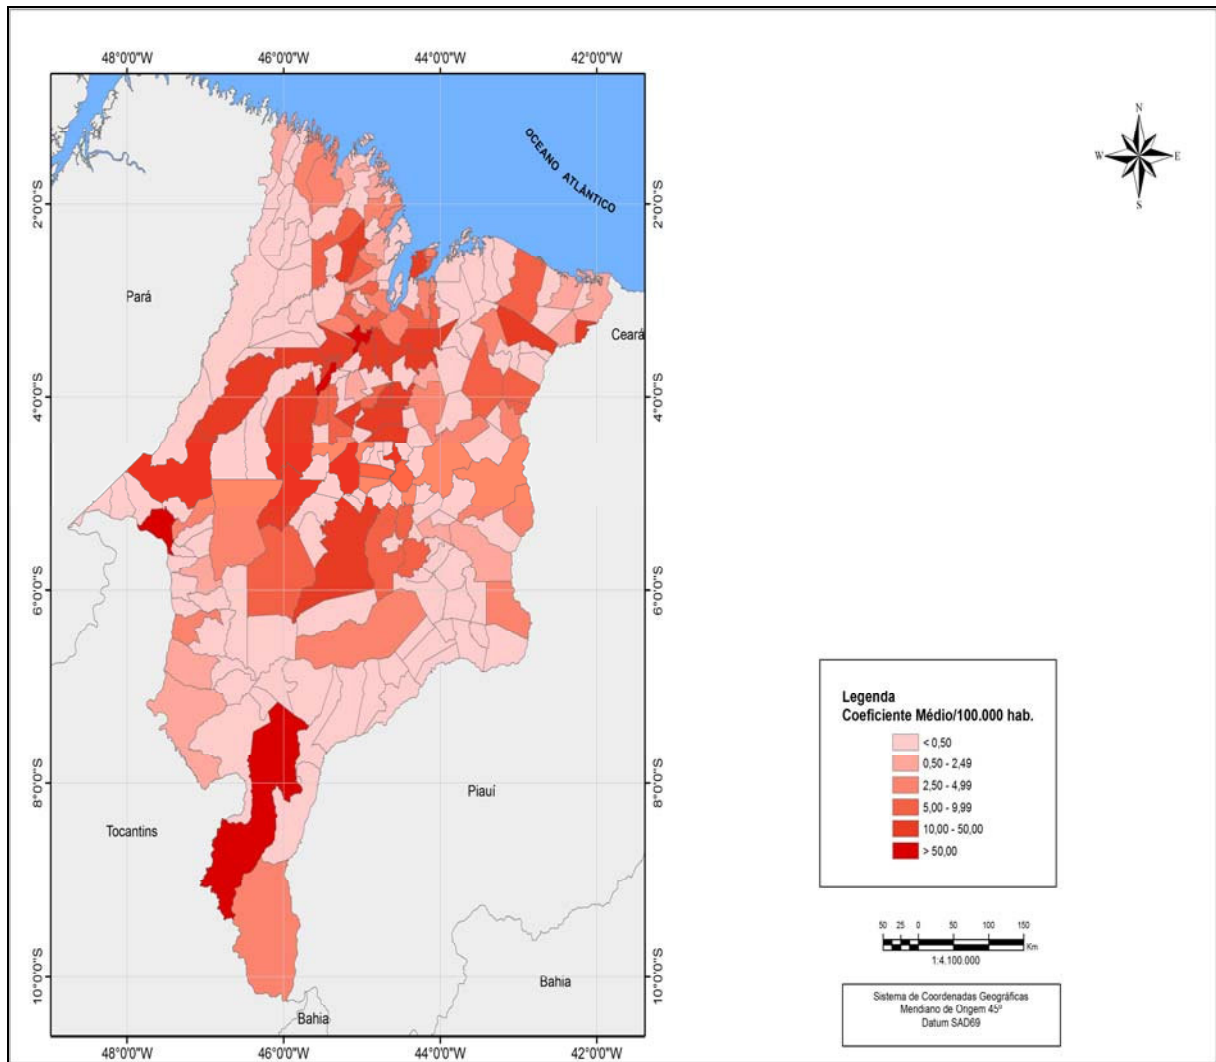 48°0'0"W 46°0'0"W 44°0'0"W 42°0'0"W
N
W E
S
OCEANO ATLÂNTICO
2°0'0"S 2°0'0"S
Pará
Ceará
4°0'0"S 4°0'0"S
6°0'0"S 6°0'0"S
Legenda
Coeficiente Médio/100.000 hab.
< 0,50
0,50 - 2,49
2,50 - 4,99
5,00 - 9,99
10,00 - 50,00
> 50,00
8°0'0"S 8°0'0"S
Piauí
Tocantins
50 25 0 50 100 150
Km
1:4.100.000
10°0'0"S 10°0'0"S
Bahia
Bahia
Sistema de Coordenadas Geográficas
Meridiano de Origem 45º
Datum SAD69
48°0'0"W 46°0'0"W 44°0'0"W 42°0'0"W